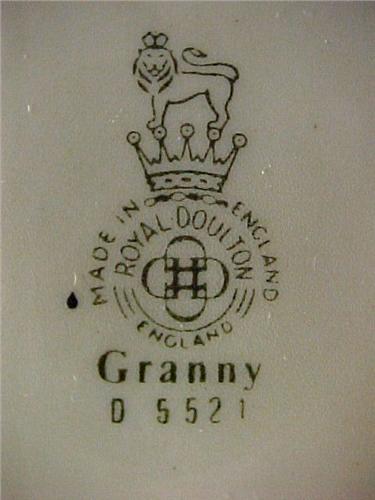 MADE IN ENGLAND
ROYAL·DOULTON
ENGLAND
Granny
D 5521